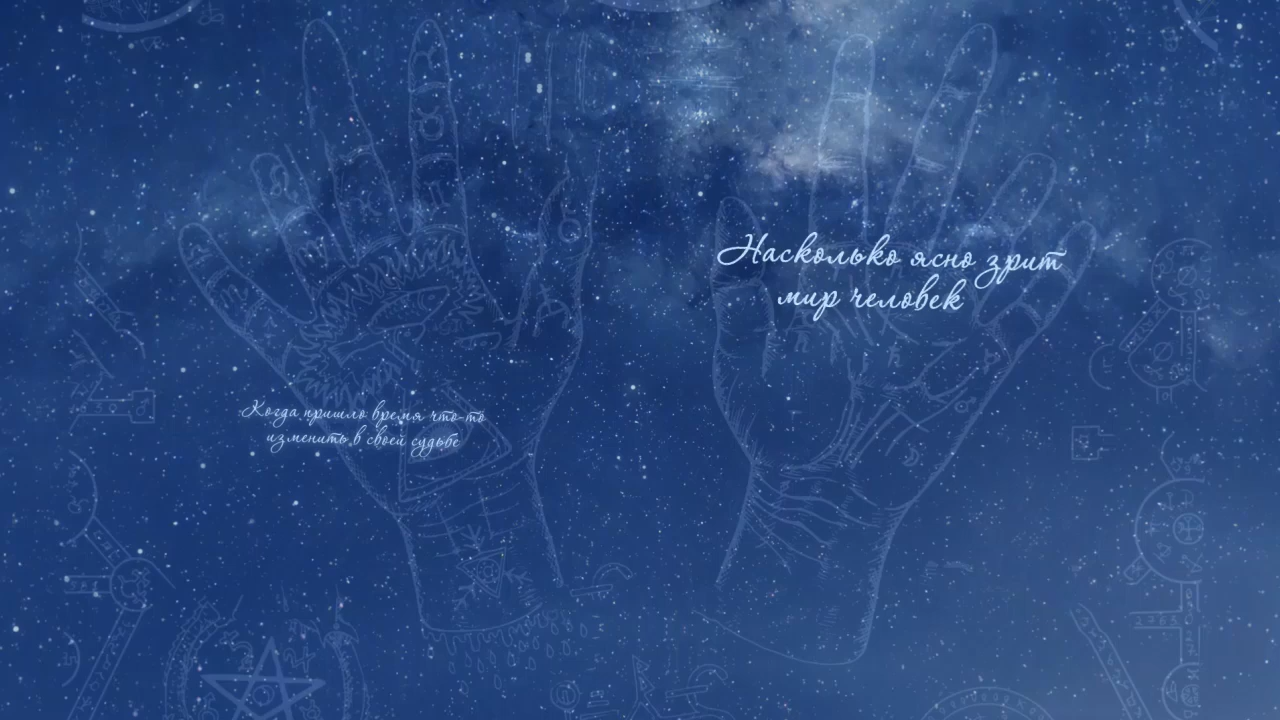 Насколько ясно зрит
мир человек
Когда пришло время что-то
изменить в своей судьбе